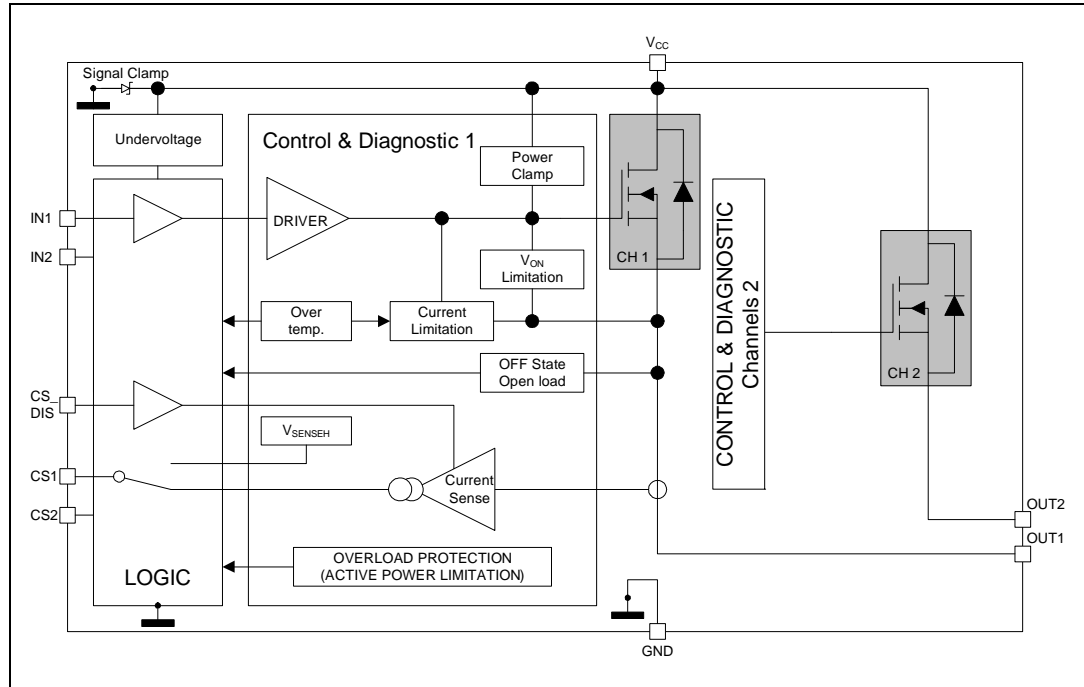 VCC
Signal Clamp
Undervoltage
Control & Diagnostic 1
Power
Clamp
IN1
DRIVER
IN2
CH 1
VON
Limitation
CONTROL & DIAGNOSTIC
Channels 2
Over
temp.
Current
Limitation
OFF State
Open load
CH 2
CS_
DIS
VSENSEH
CS1
Current
Sense
CS2
OUT2
OUT1
OVERLOAD PROTECTION
(ACTIVE POWER LIMITATION)
LOGIC
GND